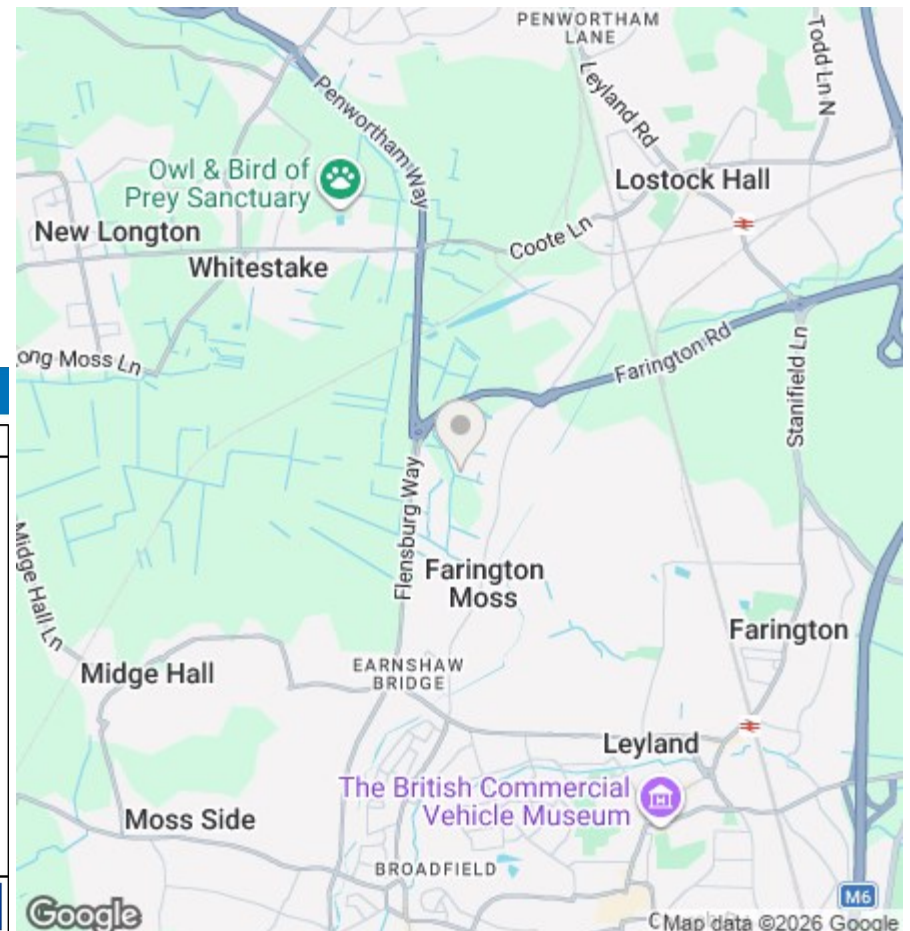 PENWORTHAM
LANE
Todd Ln N
Leyland Rd
Penwortham Way
Owl & Bird of
Prey Sanctuary
Lostock Hall
New Longton
Coote Ln
Whitestake
ong Moss Ln
Farington Rd
Stanifield Ln
Flensburg Way
Midge Hall Ln
Farington
Moss
Farington
EARNSHAW
BRIDGE
Midge Hall
Leyland
The British Commercial
Vehicle Museum
Moss Side
BROADFIELD
M6
Google
Map data ©2026 Google